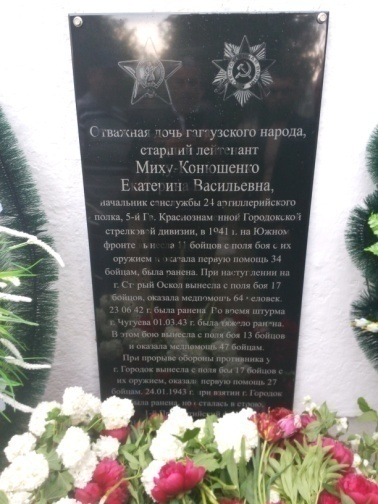 Отважная дочь гагаузского народа,
старший лейтенант
Миху-Конюшенко
Екатерина Васильевна,
начальник санслужбы 24 артиллерийского
полка, 5-й Гв. Краснознаменной Городокской
стрелковой дивизии, в 1941 г. на Южном
фронте вынесла 11 бойцов с поля боя с их
оружием и оказала первую помощь 34
бойцам, была ранена. При наступлении на
г. Старый Оскол вынесла с поля боя 17
бойцов, оказала медпомощь 64 человек.
23 06 42 г. была ранена. Во время штурма
г. Чугуева 01.03.43 г. была тяжело ранена.
В этом бою вынесла с поля боя 13 бойцов
и оказала медпомощь 47 бойцам.
При прорыве обороны противника у
г. Городок вынесла с поля боя 17 бойцов с
их оружием, оказала первую помощь 27
бойцам. 24.01.1943 г. при взятии г. Городок
была ранена, но осталась в строю.